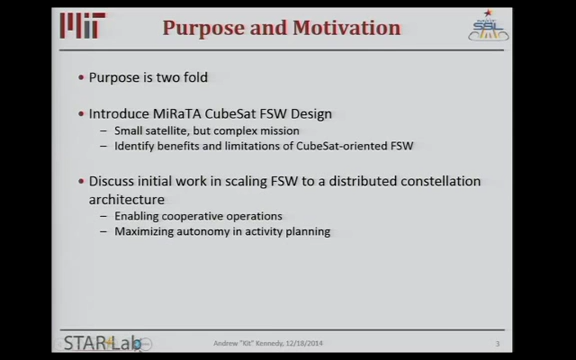 MiT
Purpose and Motivation
SSL
• Purpose is two fold
• Introduce MiRaTA CubeSat FSW Design
– Small satellite, but complex mission
– Identify benefits and limitations of CubeSat-oriented FSW
• Discuss initial work in scaling FSW to a distributed constellation
architecture
– Enabling cooperative operations
– Maximizing autonomy in activity planning
STAR Lab
Andrew "Kit" Kennedy, 12/18/2014
3